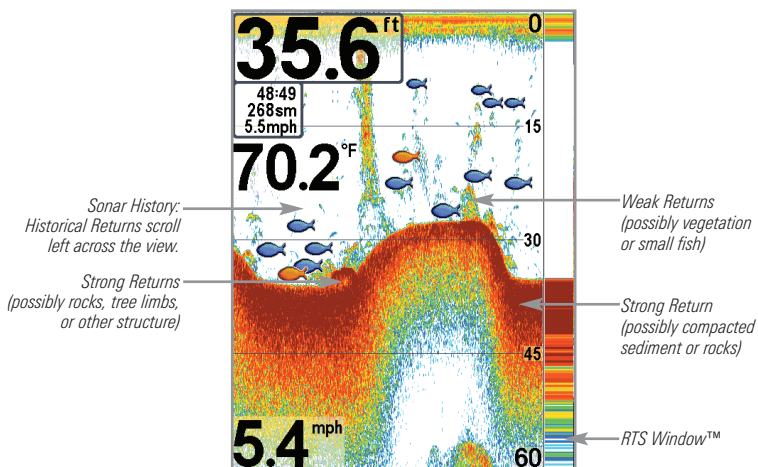 35.6 ft
0
48:49
268sm
5.5mph
15
70.2°F
Sonar History:
Historical Returns scroll
left across the view.
Weak Returns
(possibly vegetation
or small fish)
30
Strong Returns
(possibly rocks, tree limbs,
or other structure)
Strong Return
(possibly compacted
sediment or rocks)
45
5.4 mph
60
RTS Window™